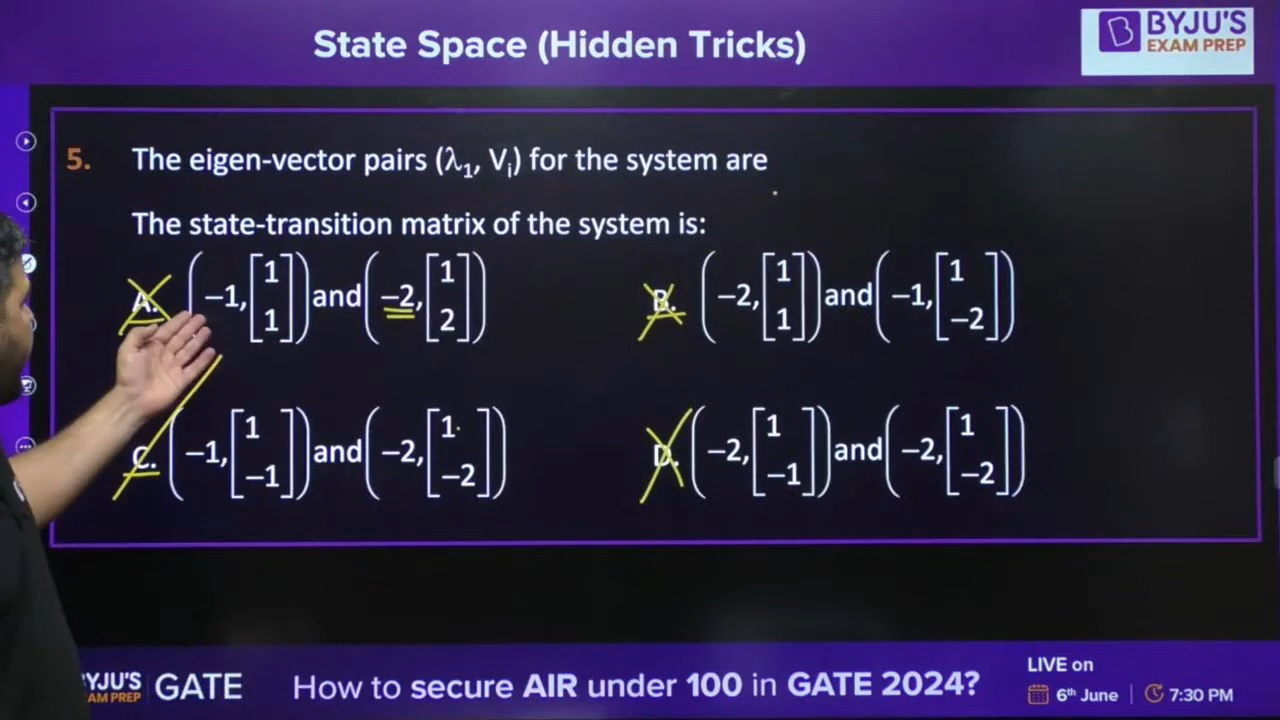 State Space (Hidden Tricks)
BYJU'S
EXAM PREP
5. The eigen-vector pairs (λ₁, Vᵢ) for the system are
The state-transition matrix of the system is:
A. (−1, [1 1]) and (−2, [1 2])
B. (−2, [1 1]) and (−1, [1 −2])
C. (−1, [1 −1]) and (−2, [1 −2])
D. (−2, [1 −1]) and (−2, [1 −2])
YJU'S
AM PREP
GATE
How to secure AIR under 100 in GATE 2024?
LIVE on
6th June | 7:30 PM